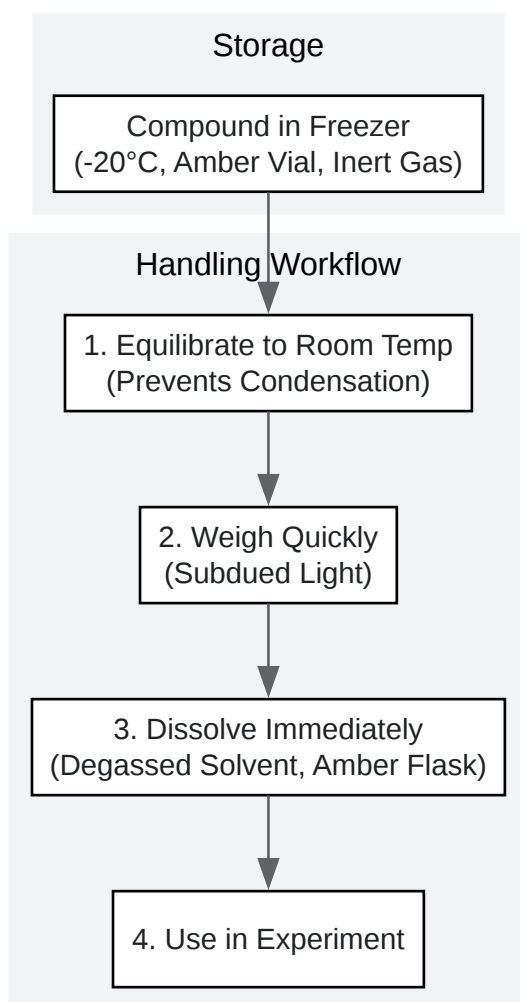 Storage
Compound in Freezer
(-20°C, Amber Vial, Inert Gas)
Handling Workflow
1. Equilibrate to Room Temp
(Prevents Condensation)
2. Weigh Quickly
(Subdued Light)
3. Dissolve Immediately
(Degassed Solvent, Amber Flask)
4. Use in Experiment